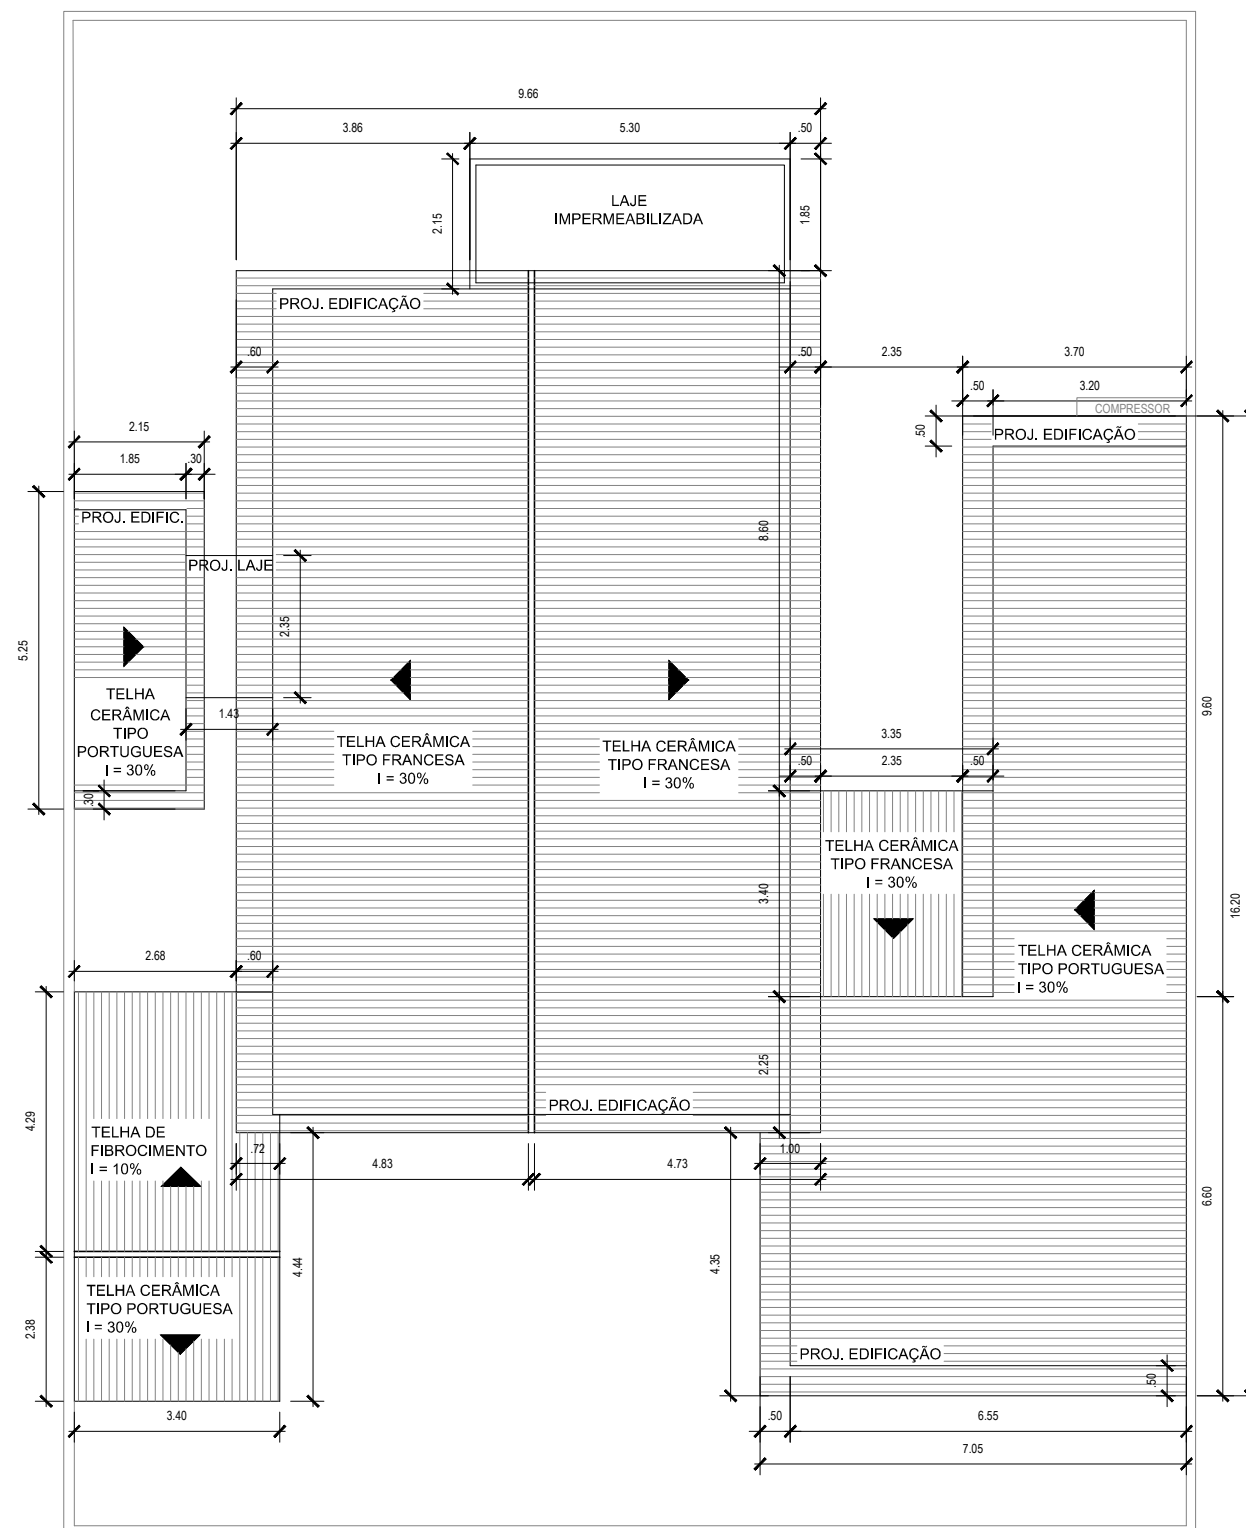 9.66
3.86
5.30
.50
LAJE
IMPERMEABILIZADA
2.15
1.85
PROJ. EDIFICAÇÃO
.60
.50
2.35
3.70
.50
3.20
COMPRESSOR
.50
PROJ. EDIFICAÇÃO
2.15
1.85
.30
PROJ. EDIFIC.
PROJ. LAJE
8.60
2.35
5.25
TELHA
CERÂMICA
TIPO
PORTUGUESA
I = 30%
1.43
.30
TELHA CERÂMICA
TIPO FRANCESA
I = 30%
TELHA CERÂMICA
TIPO FRANCESA
I = 30%
9.60
3.35
.50
2.35
.50
TELHA CERÂMICA
TIPO FRANCESA
I = 30%
3.40
16.20
TELHA CERÂMICA
TIPO PORTUGUESA
I = 30%
2.68
.60
2.25
4.29
TELHA DE
FIBROCIMENTO
I = 10%
PROJ. EDIFICAÇÃO
.72
4.83
4.73
1.00
6.60
4.44
4.35
TELHA CERÂMICA
TIPO PORTUGUESA
I = 30%
2.38
PROJ. EDIFICAÇÃO
.50
3.40
.50
6.55
7.05